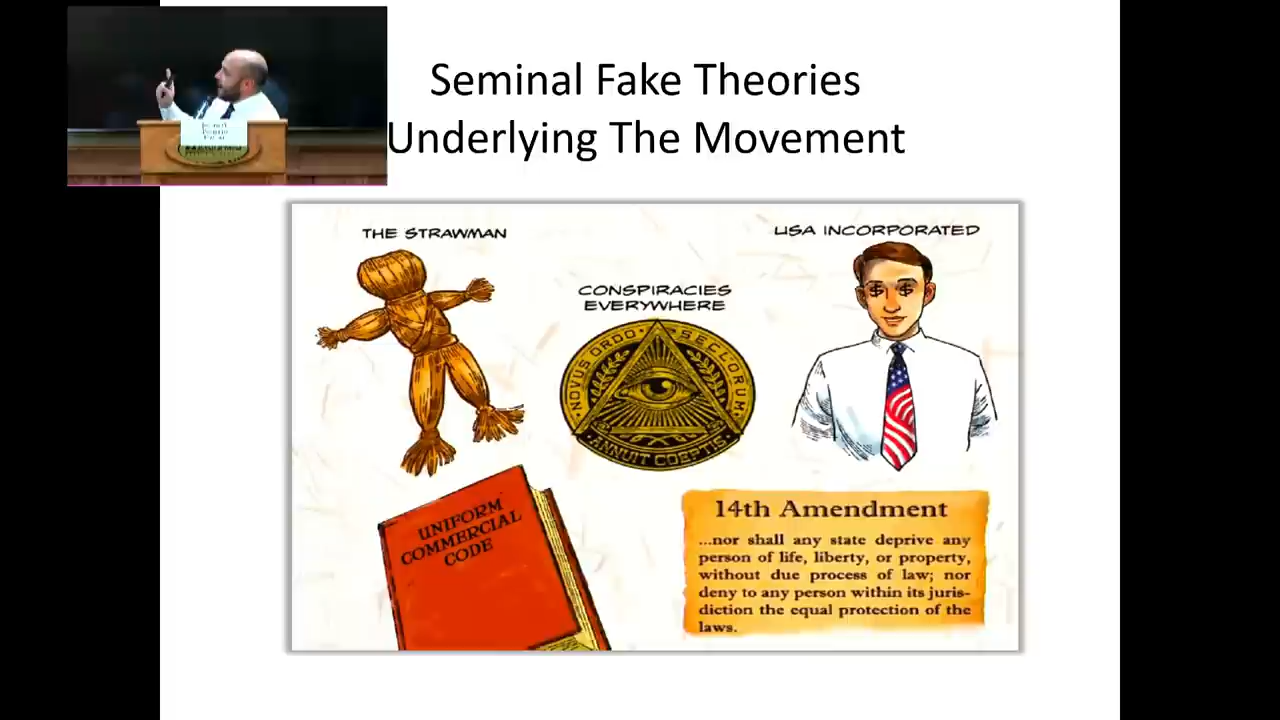 Seminal Fake Theories
Underlying The Movement
THE STRAWMAN
USA INCORPORATED
CONSPIRACIES
EVERYWHERE
NOVUS ORDO SECLORUM
ANNUIT COEPTIS
UNIFORM
COMMERCIAL
CODE
14th Amendment
...nor shall any state deprive any
person of life, liberty, or property,
without due process of law; nor
deny to any person within its juris-
diction the equal protection of the
laws.